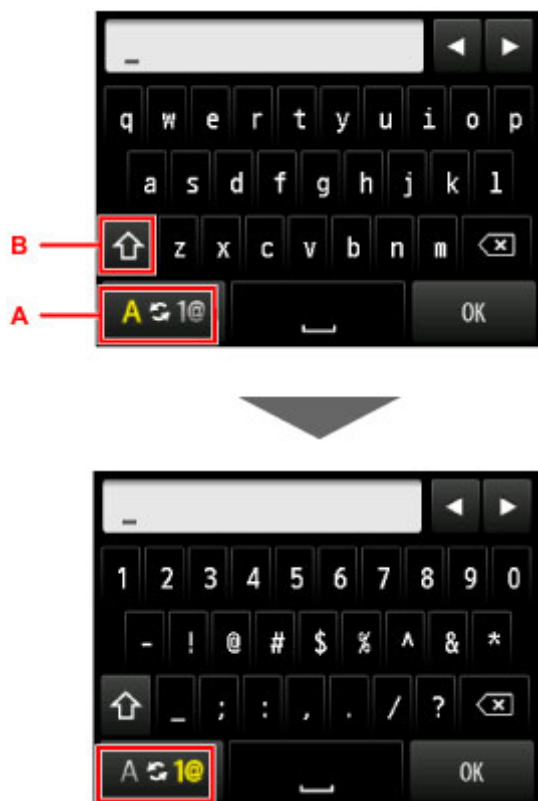 _
q w e r t y u i o p
a s d f g h j k l
B
z x c v b n m
A
A 1@
OK
_
1 2 3 4 5 6 7 8 9 0
- ! @ # $ % ^ & *
_ ; : , . / ?
A 1@
OK